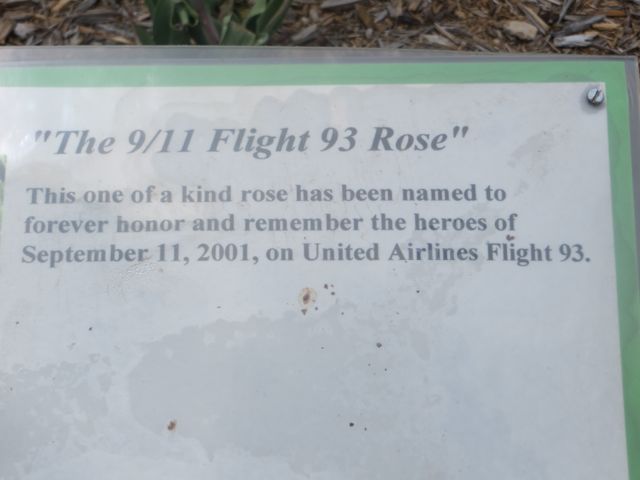 "The 9/11 Flight 93 Rose"
This one of a kind rose has been named to
forever honor and remember the heroes of
September 11, 2001, on United Airlines Flight 93.